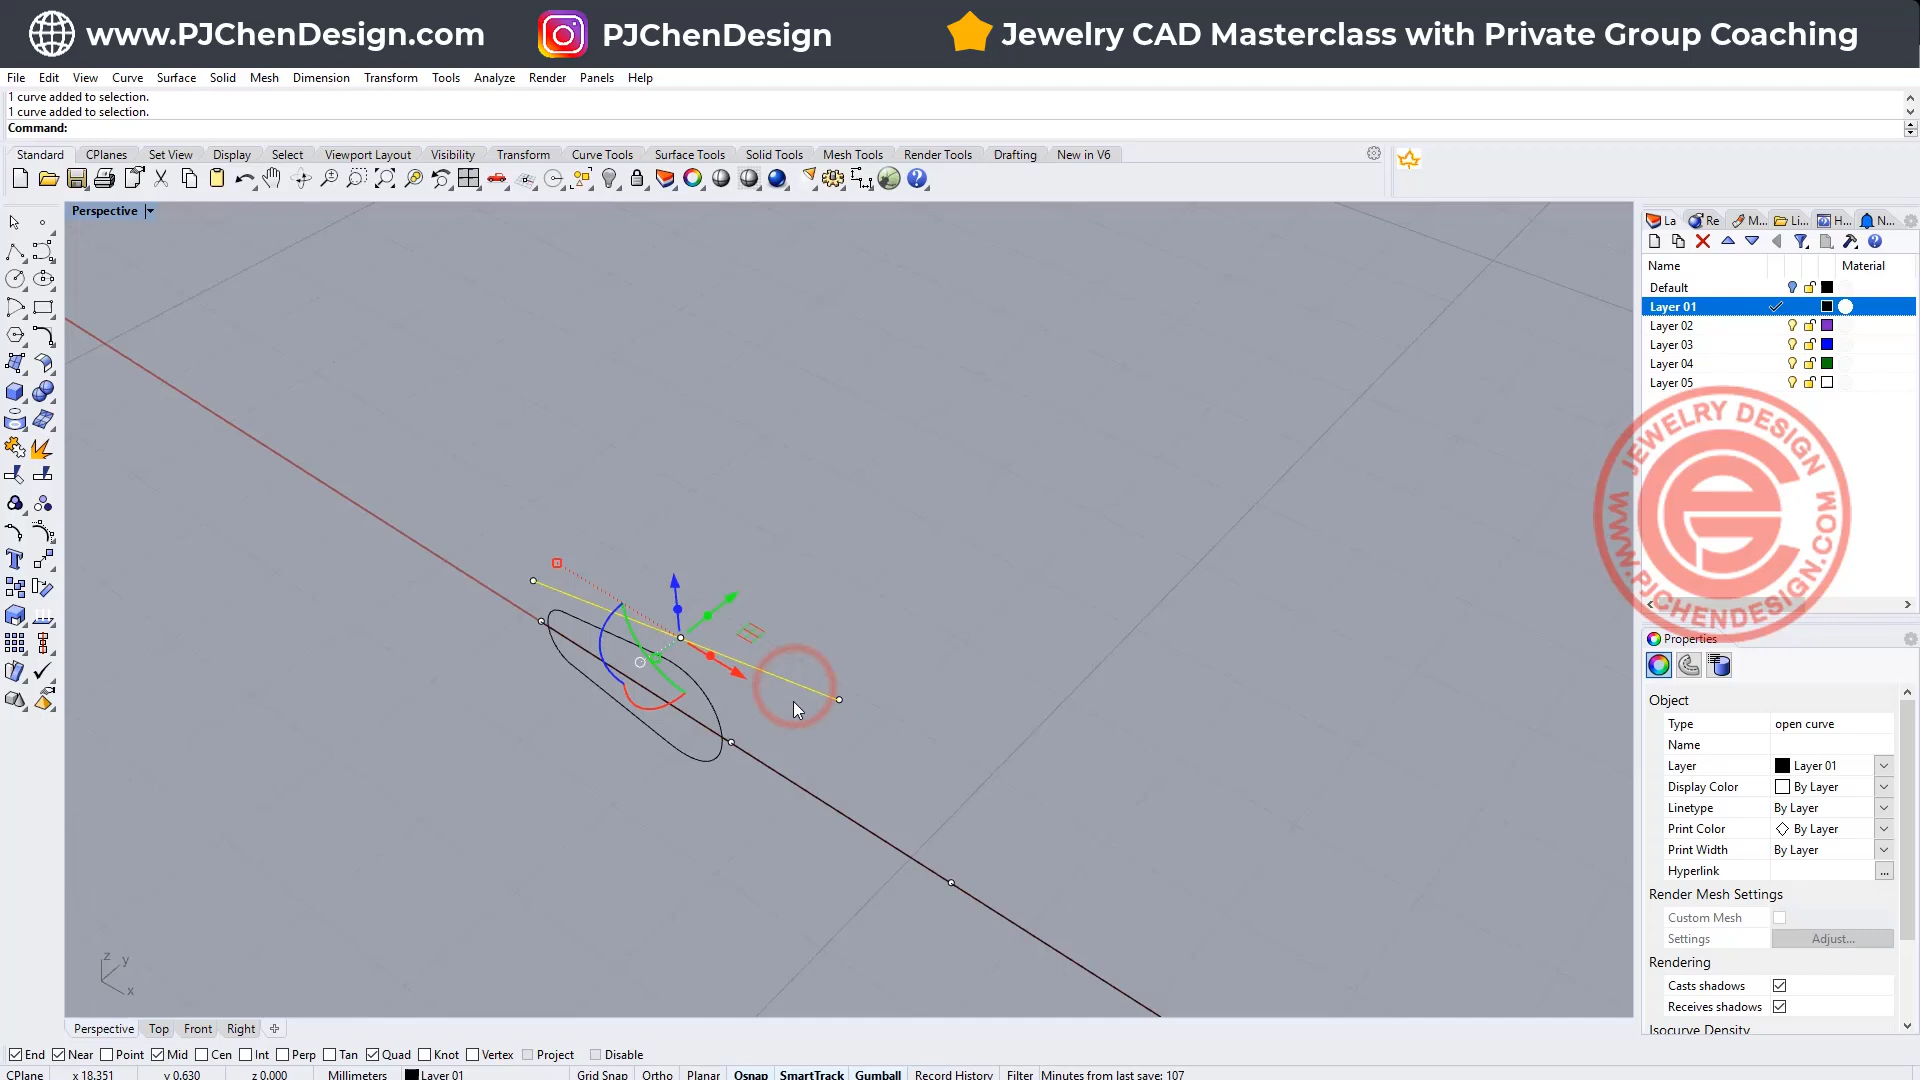 www.PJChenDesign.com PJChenDesign Jewelry CAD Masterclass with Private Group Coaching
File Edit View Curve Surface Solid Mesh Dimension Transform Tools Analyze Render Panels Help
1 curve added to selection.
1 curve added to selection.
Command:
Standard CPlanes Set View Display Select Viewport Layout Visibility Transform Curve Tools Surface Tools Solid Tools Mesh Tools Render Tools Drafting New in V6
Perspective
La Re M... Li... H... N...
Name Material
Default
Layer 01
Layer 02
Layer 03
Layer 04
Layer 05
JEWELRY DESIGN
WWW.PJCHENDESIGN.COM
Properties
Object
Type open curve
Name
Layer Layer 01
Display Color By Layer
Linetype By Layer
Print Color By Layer
Print Width By Layer
Hyperlink ...
Render Mesh Settings
Custom Mesh
Settings Adjust...
Rendering
Casts shadows
Receives shadows
Isocurve Density
z y
x
Perspective Top Front Right
End Near Point Mid Cen Int Perp Tan Quad Knot Vertex Project Disable
CPlane x 18.351 y 0.630 z 0.000 Millimeters Layer 01 Grid Snap Ortho Planar Osnap SmartTrack Gumball Record History Filter Minutes from last save: 107